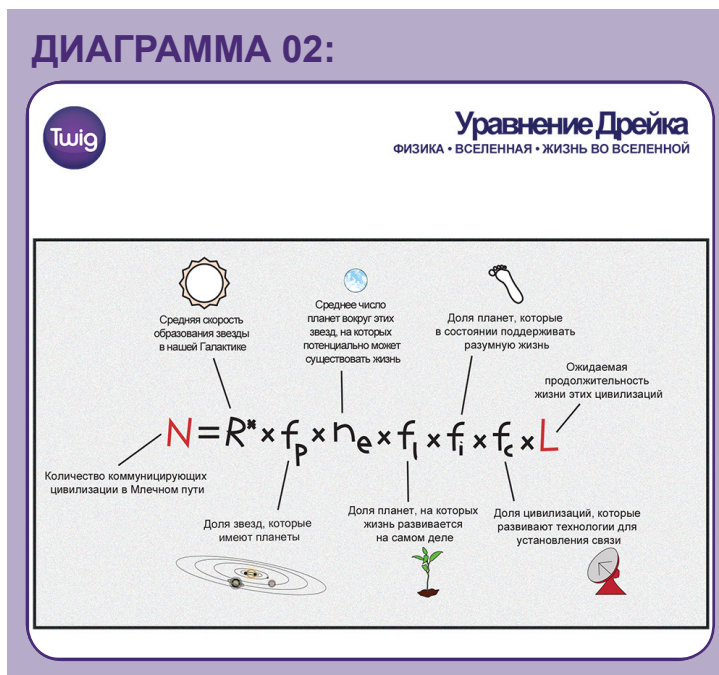 ДИАГРАММА 02:
Twig
Уравнение Дрейка
ФИЗИКА • ВСЕЛЕННАЯ • ЖИЗНЬ ВО ВСЕЛЕННОЙ
Средняя скорость
образования звезды
в нашей Галактике
Среднее число
планет вокруг этих
звезд, на которых
потенциально может
существовать жизнь
Доля планет, которые
в состоянии поддерживать
разумную жизнь
Ожидаемая
продолжительность
жизни этих цивилизаций
N = R* × fp × ne × fl × fi × fc × L
Количество коммуницирующих
цивилизации в Млечном пути
Доля звезд, которые
имеют планеты
Доля планет, на которых
жизнь развивается
на самом деле
Доля цивилизаций, которые
развивают технологии для
установления связи